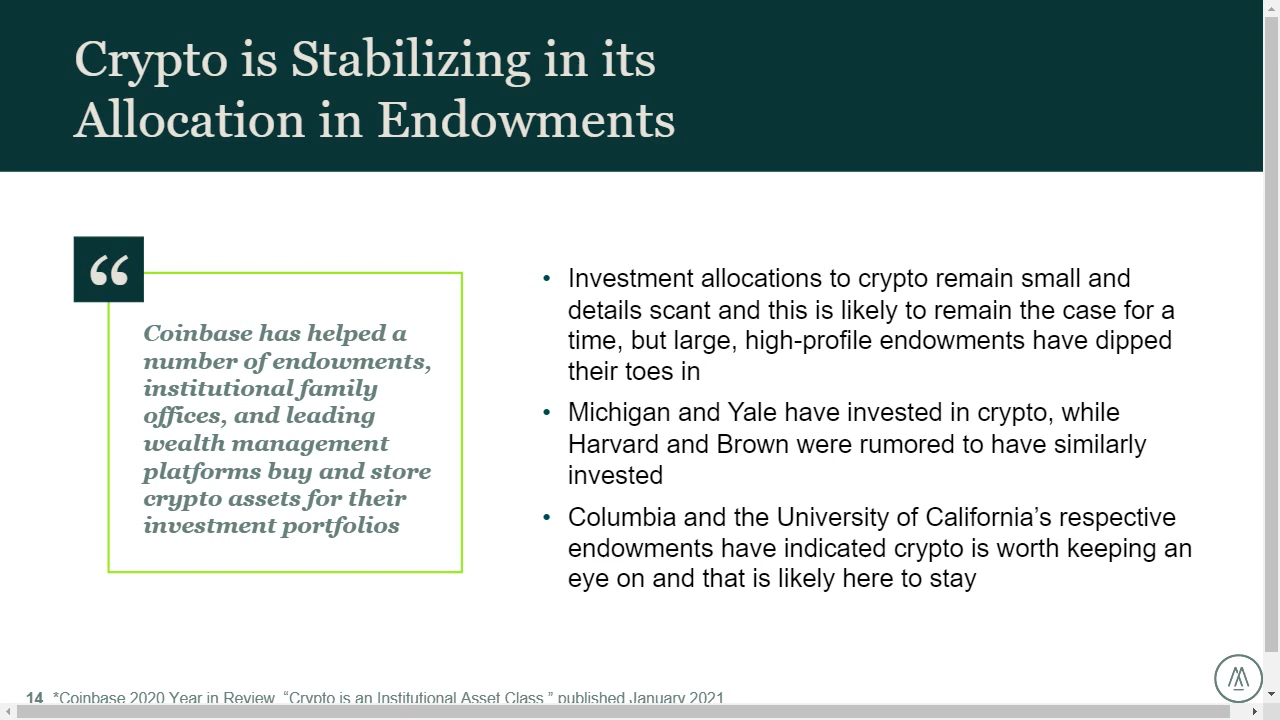 Crypto is Stabilizing in its
Allocation in Endowments
“
Coinbase has helped a
number of endowments,
institutional family
offices, and leading
wealth management
platforms buy and store
crypto assets for their
investment portfolios
• Investment allocations to crypto remain small and
details scant and this is likely to remain the case for a
time, but large, high-profile endowments have dipped
their toes in
• Michigan and Yale have invested in crypto, while
Harvard and Brown were rumored to have similarly
invested
• Columbia and the University of California’s respective
endowments have indicated crypto is worth keeping an
eye on and that is likely here to stay
14 *Coinbase 2020 Year in Review, “Crypto is an Institutional Asset Class,” published January 2021